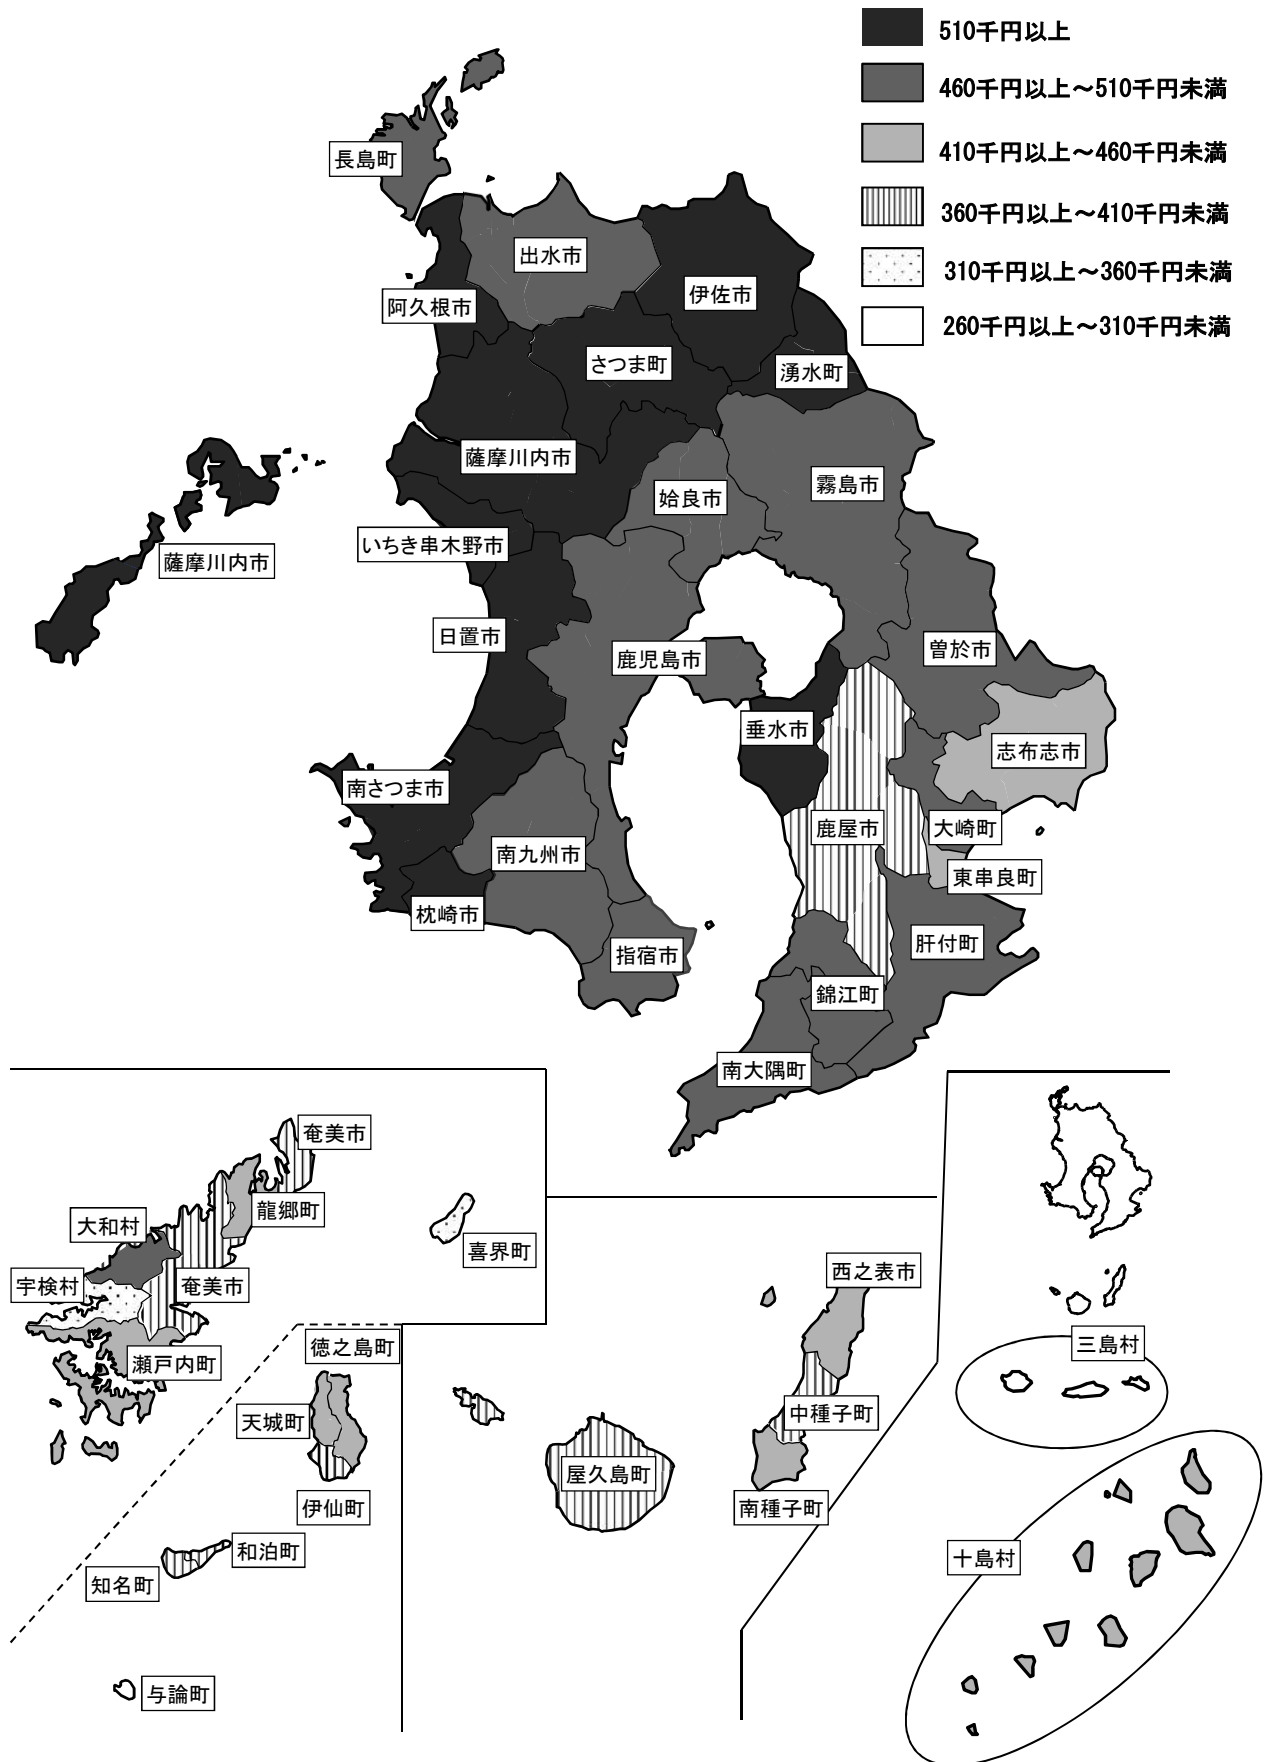 510千円以上
460千円以上～510千円未満
410千円以上～460千円未満
360千円以上～410千円未満
310千円以上～360千円未満
260千円以上～310千円未満
長島町
出水市
阿久根市
伊佐市
さつま町
湧水町
薩摩川内市
霧島市
姶良市
いちき串木野市
薩摩川内市
日置市
鹿児島市
曽於市
垂水市
志布志市
南さつま市
鹿屋市
大崎町
南九州市
東串良町
枕崎市
肝付町
指宿市
錦江町
南大隅町
奄美市
龍郷町
大和村
喜界町
宇検村
奄美市
西之表市
瀬戸内町
徳之島町
三島村
天城町
中種子町
屋久島町
伊仙町
南種子町
和泊町
十島村
知名町
与論町